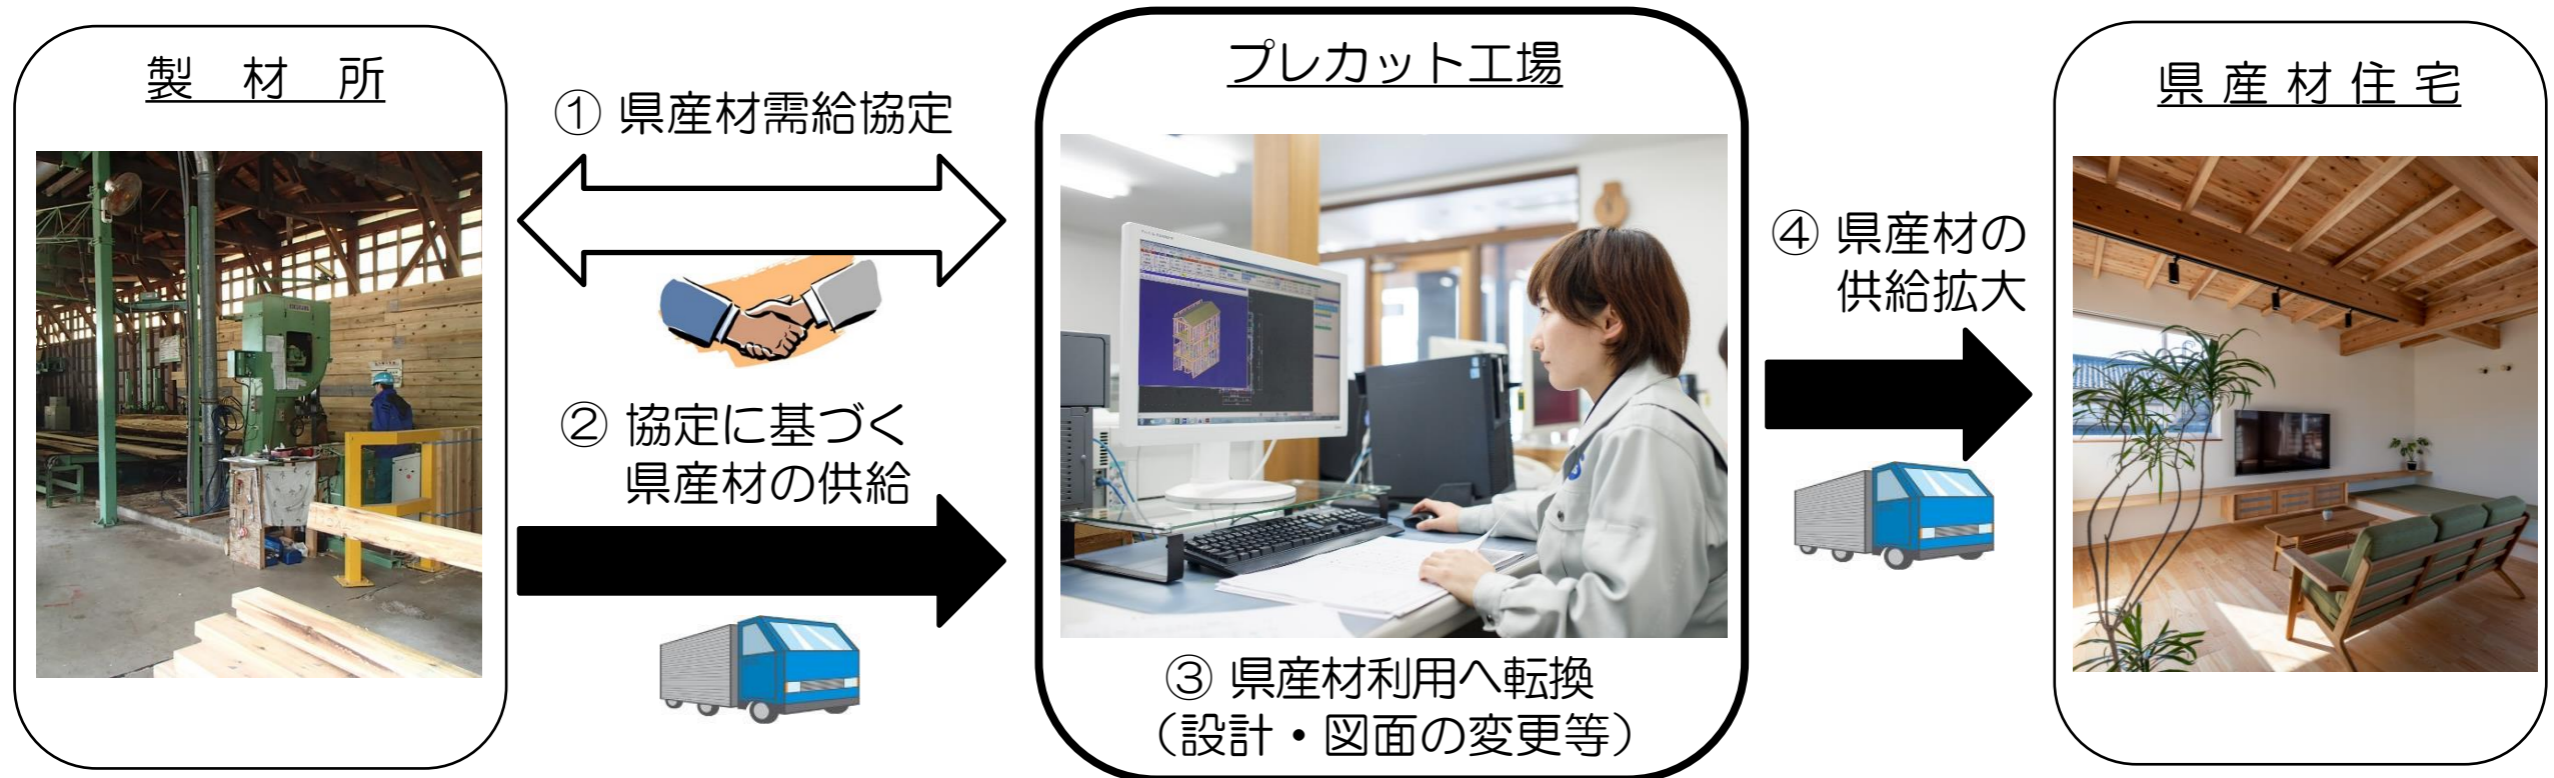 製 材 所
① 県産材需給協定
② 協定に基づく
県産材の供給
プレカット工場
③ 県産材利用へ転換
（設計・図面の変更等）
④ 県産材の
供給拡大
県 産 材 住 宅